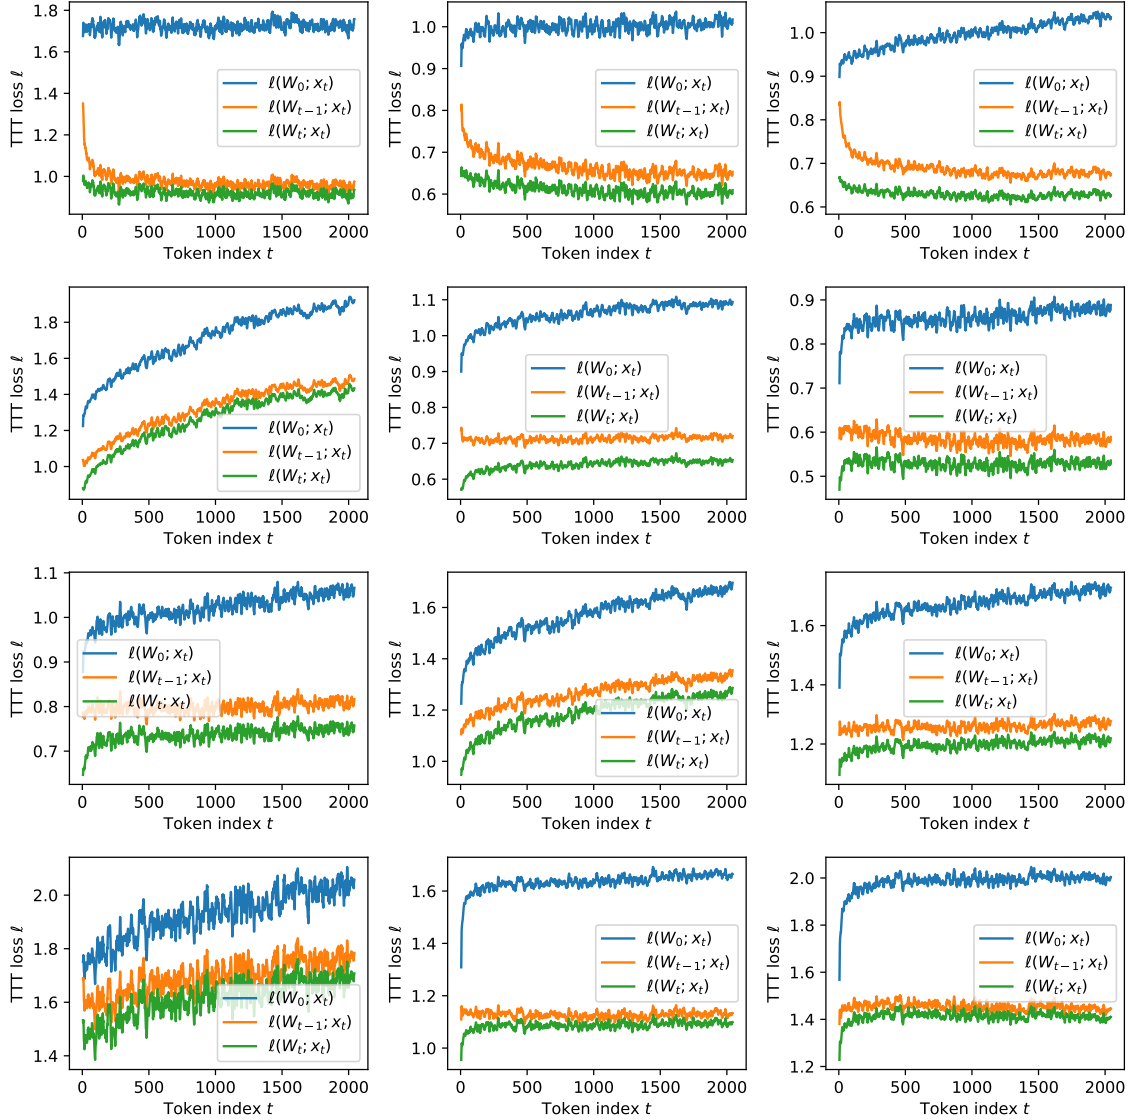 TTT loss ℓ
1.8
1.6
1.4
1.2
1.0
ℓ(W₀; xₜ)
ℓ(Wₜ₋₁; xₜ)
ℓ(Wₜ; xₜ)
0 500 1000 1500 2000
Token index t
TTT loss ℓ
1.0
0.9
0.8
0.7
0.6
ℓ(W₀; xₜ)
ℓ(Wₜ₋₁; xₜ)
ℓ(Wₜ; xₜ)
0 500 1000 1500 2000
Token index t
TTT loss ℓ
1.0
0.9
0.8
0.7
0.6
ℓ(W₀; xₜ)
ℓ(Wₜ₋₁; xₜ)
ℓ(Wₜ; xₜ)
0 500 1000 1500 2000
Token index t
TTT loss ℓ
1.8
1.6
1.4
1.2
1.0
ℓ(W₀; xₜ)
ℓ(Wₜ₋₁; xₜ)
ℓ(Wₜ; xₜ)
0 500 1000 1500 2000
Token index t
TTT loss ℓ
1.1
1.0
0.9
0.8
0.7
0.6
ℓ(W₀; xₜ)
ℓ(Wₜ₋₁; xₜ)
ℓ(Wₜ; xₜ)
0 500 1000 1500 2000
Token index t
TTT loss ℓ
0.9
0.8
0.7
0.6
0.5
ℓ(W₀; xₜ)
ℓ(Wₜ₋₁; xₜ)
ℓ(Wₜ; xₜ)
0 500 1000 1500 2000
Token index t
TTT loss ℓ
1.1
1.0
0.9
0.8
0.7
ℓ(W₀; xₜ)
ℓ(Wₜ₋₁; xₜ)
ℓ(Wₜ; xₜ)
0 500 1000 1500 2000
Token index t
TTT loss ℓ
1.6
1.4
1.2
1.0
ℓ(W₀; xₜ)
ℓ(Wₜ₋₁; xₜ)
ℓ(Wₜ; xₜ)
0 500 1000 1500 2000
Token index t
TTT loss ℓ
1.6
1.4
1.2
ℓ(W₀; xₜ)
ℓ(Wₜ₋₁; xₜ)
ℓ(Wₜ; xₜ)
0 500 1000 1500 2000
Token index t
TTT loss ℓ
2.0
1.8
1.6
1.4
ℓ(W₀; xₜ)
ℓ(Wₜ₋₁; xₜ)
ℓ(Wₜ; xₜ)
0 500 1000 1500 2000
Token index t
TTT loss ℓ
1.6
1.4
1.2
1.0
ℓ(W₀; xₜ)
ℓ(Wₜ₋₁; xₜ)
ℓ(Wₜ; xₜ)
0 500 1000 1500 2000
Token index t
TTT loss ℓ
2.0
1.8
1.6
1.4
1.2
ℓ(W₀; xₜ)
ℓ(Wₜ₋₁; xₜ)
ℓ(Wₜ; xₜ)
0 500 1000 1500 2000
Token index t